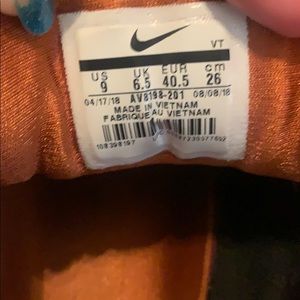 VT
US UK EUR cm
9 6.5 40.5 26
04/17/18 AV8198-201 08/08/18
MADE IN VIETNAM
FABRIQUE AU VIETNAM
108398197